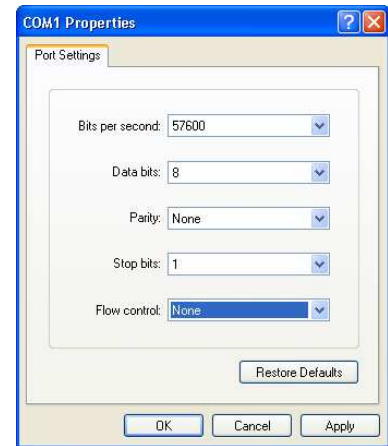 COM1 Properties
Port Settings
Bits per second: 57600
Data bits: 8
Parity: None
Stop bits: 1
Flow control: None
Restore Defaults
OK Cancel Apply